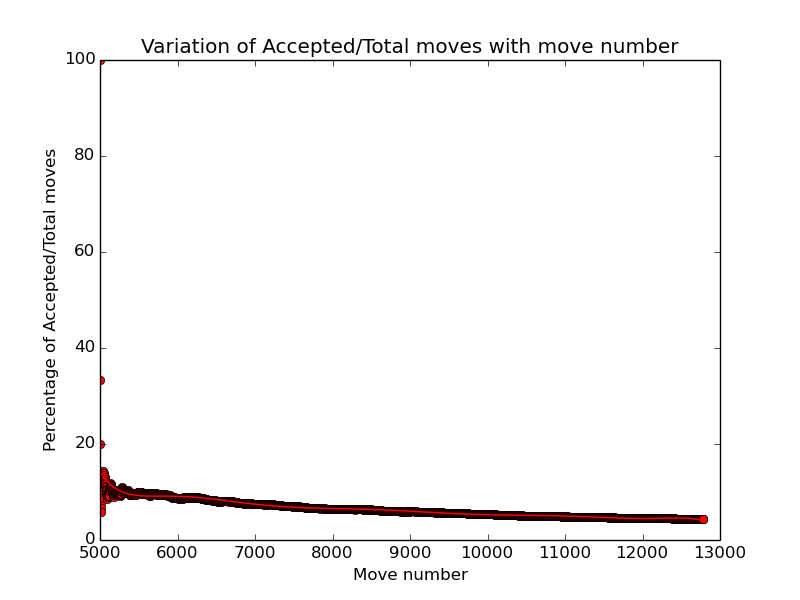 Variation of Accepted/Total moves with move number
100
80
60
40
20
0
Percentage of Accepted/Total moves
5000 6000 7000 8000 9000 10000 11000 12000 13000
Move number